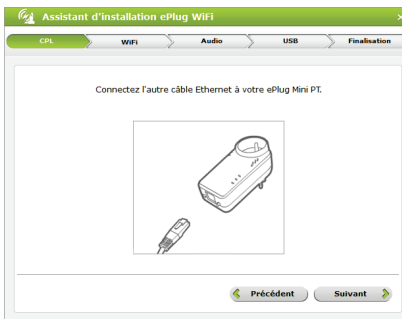 Assistant d'installation ePlug WiFi
CPL
WiFi
Audio
USB
Finalisation
Connectez l'autre câble Ethernet à votre ePlug Mini PT.
Précédent
Suivant